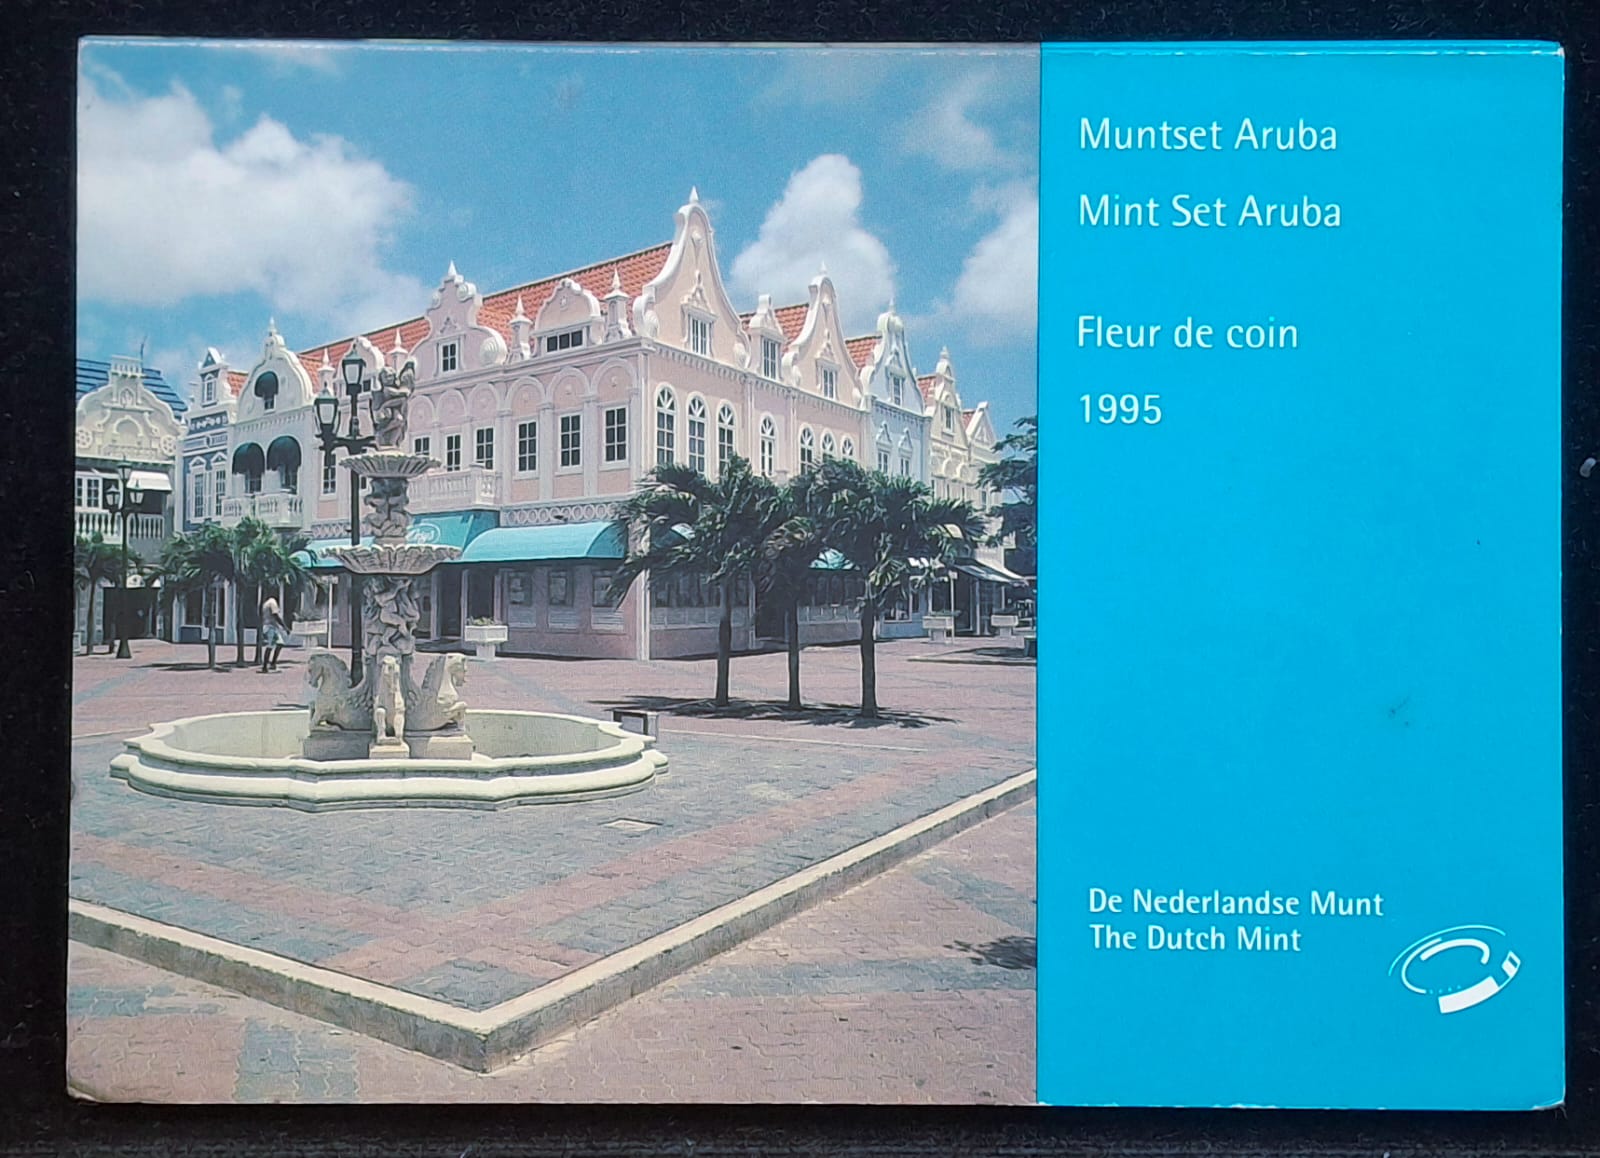 Muntset Aruba
Mint Set Aruba
Fleur de coin
1995
De Nederlandse Munt
The Dutch Mint